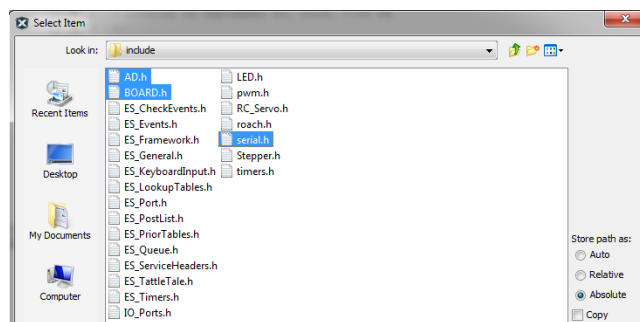 Select Item
Look in: include
Recent Items
Desktop
My Documents
Computer
AD.h
BOARD.h
ES_CheckEvents.h
ES_Events.h
ES_Framework.h
ES_General.h
ES_KeyboardInput.h
ES_LookupTables.h
ES_Port.h
ES_PostList.h
ES_PriorTables.h
ES_Queue.h
ES_ServiceHeaders.h
ES_TattleTale.h
ES_Timers.h
IO_Ports.h
LED.h
pwm.h
RC_Servo.h
roach.h
serial.h
Stepper.h
timers.h
Store path as:
Auto
Relative
Absolute
Copy